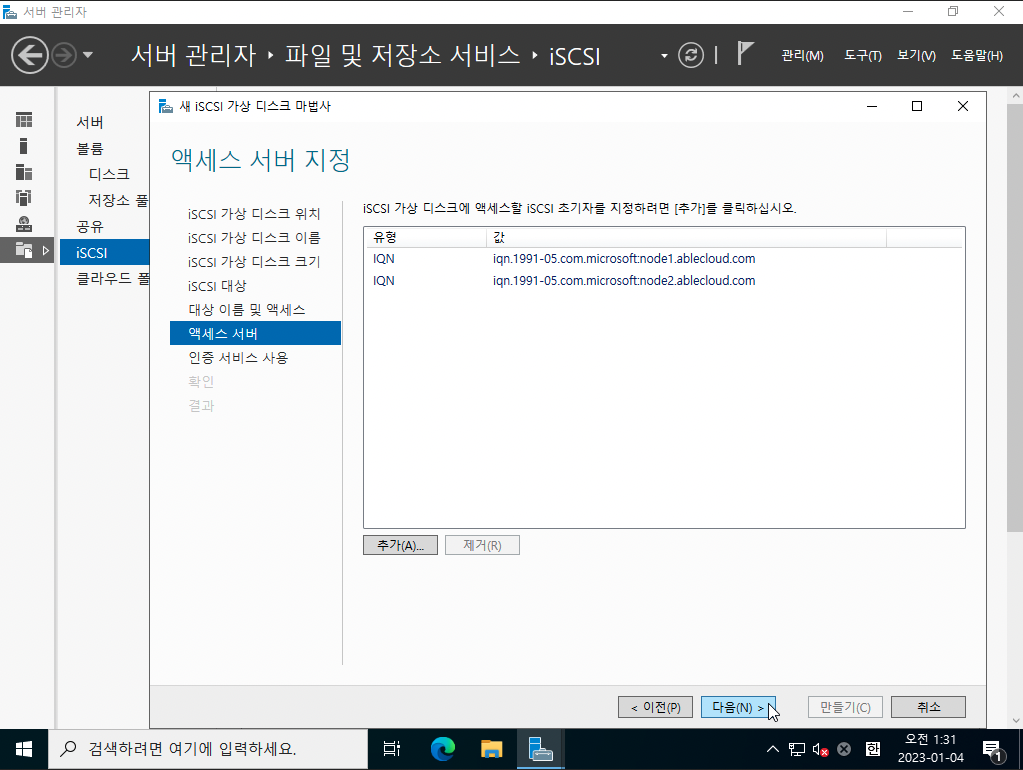 서버 관리자
서버 관리자 ‣ 파일 및 저장소 서비스 ‣ iSCSI
관리(M) 도구(T) 보기(V) 도움말(H)
서버
볼륨
디스크
저장소 풀
공유
iSCSI
클라우드 폴
새 iSCSI 가상 디스크 마법사
액세스 서버 지정
iSCSI 가상 디스크 위치
iSCSI 가상 디스크 이름
iSCSI 가상 디스크 크기
iSCSI 대상
대상 이름 및 액세스
액세스 서버
인증 서비스 사용
확인
결과
iSCSI 가상 디스크에 액세스할 iSCSI 초기자를 지정하려면 [추가]를 클릭하십시오.
유형 값
IQN iqn.1991-05.com.microsoft:node1.ablecloud.com
IQN iqn.1991-05.com.microsoft:node2.ablecloud.com
추가(A)... 제거(R)
< 이전(P) 다음(N) > 만들기(C) 취소
검색하려면 여기에 입력하세요.
한
오전 1:31
2023-01-04
1